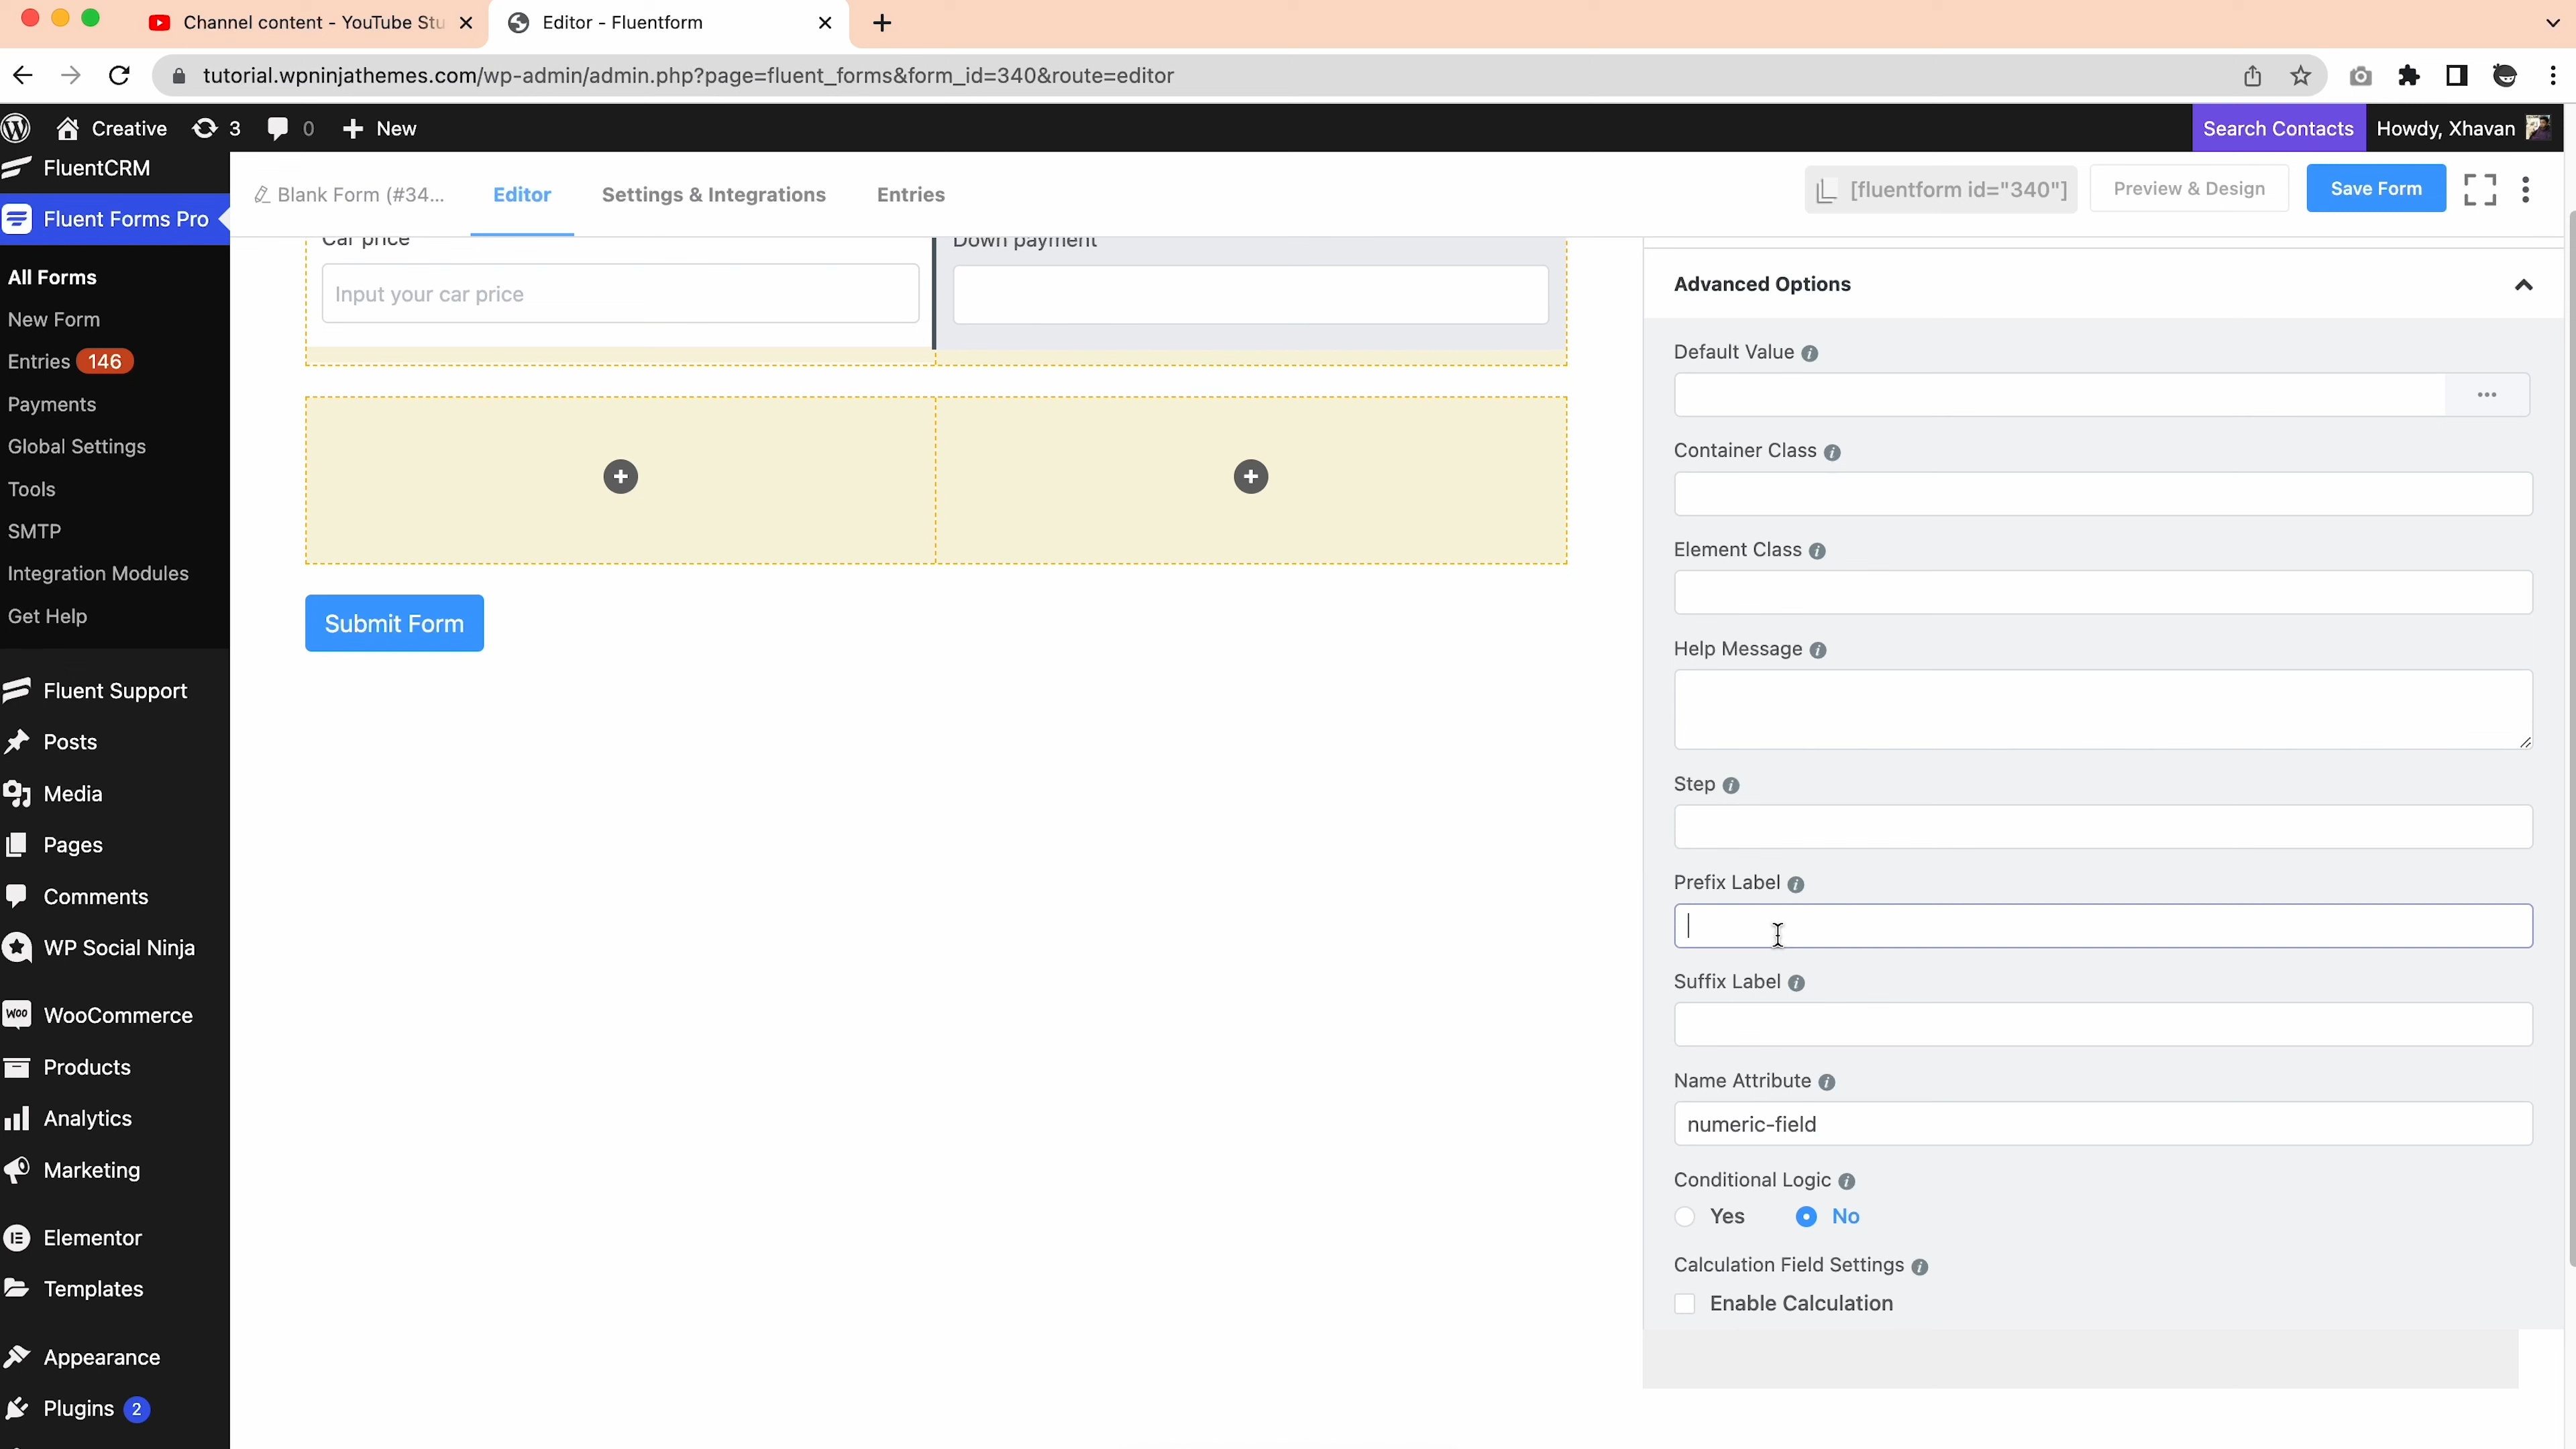 Channel content - YouTube Stu
Editor - Fluentform
tutorial.wpninjathemes.com/wp-admin/admin.php?page=fluent_forms&form_id=340&route=editor
Creative 3 0 New
Search Contacts Howdy, Xhavan
FluentCRM
Fluent Forms Pro
All Forms
New Form
Entries 146
Payments
Global Settings
Tools
SMTP
Integration Modules
Get Help
Fluent Support
Posts
Media
Pages
Comments
WP Social Ninja
WOO WooCommerce
Products
Analytics
Marketing
Elementor
Templates
Appearance
Plugins 2
Blank Form (#34... Editor Settings & Integrations Entries
[fluentform id="340"] Preview & Design Save Form
Car price Down payment
Input your car price
Submit Form
Advanced Options
Default Value
Container Class
Element Class
Help Message
Step
Prefix Label
Suffix Label
Name Attribute
numeric-field
Conditional Logic
Yes No
Calculation Field Settings
Enable Calculation